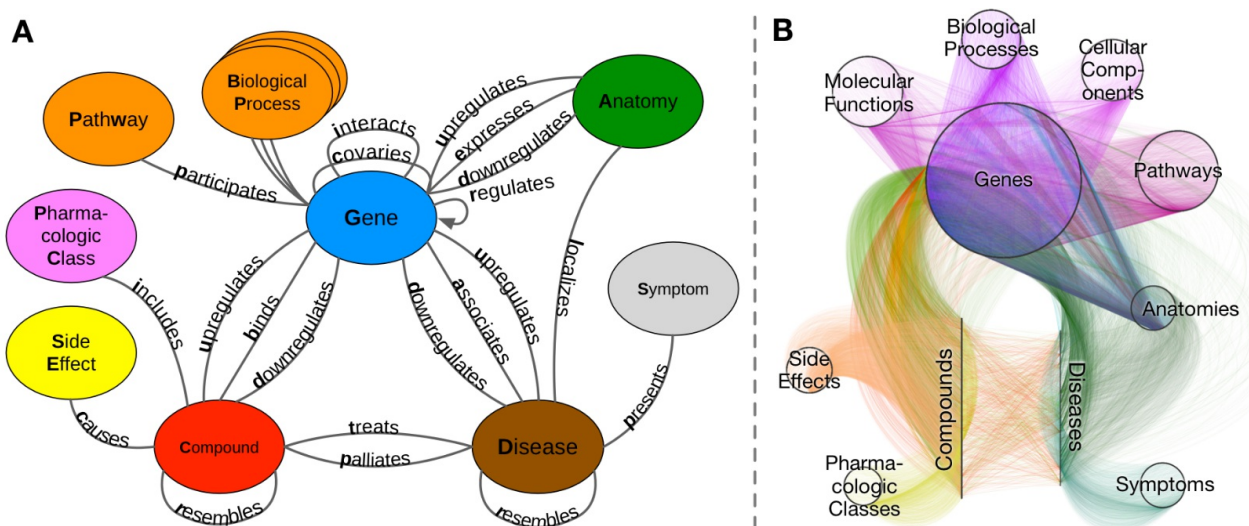 A
Pathway
Biological
Process
Anatomy
interacts
covaries
upregulates
expresses
downregulates
regulates
participates
Gene
Pharma-
cologic
Class
Side
Effect
includes
upregulates
binds
downregulates
downregulates
associates
upregulates
localizes
Symptom
causes
presents
Compound
treats
palliates
Disease
resembles
resembles
B
Biological
Processes
Cellular
Comp-
onents
Molecular
Functions
Genes
Pathways
Anatomies
Side
Effects
Compounds
Diseases
Pharma-
cologic
Classes
Symptoms